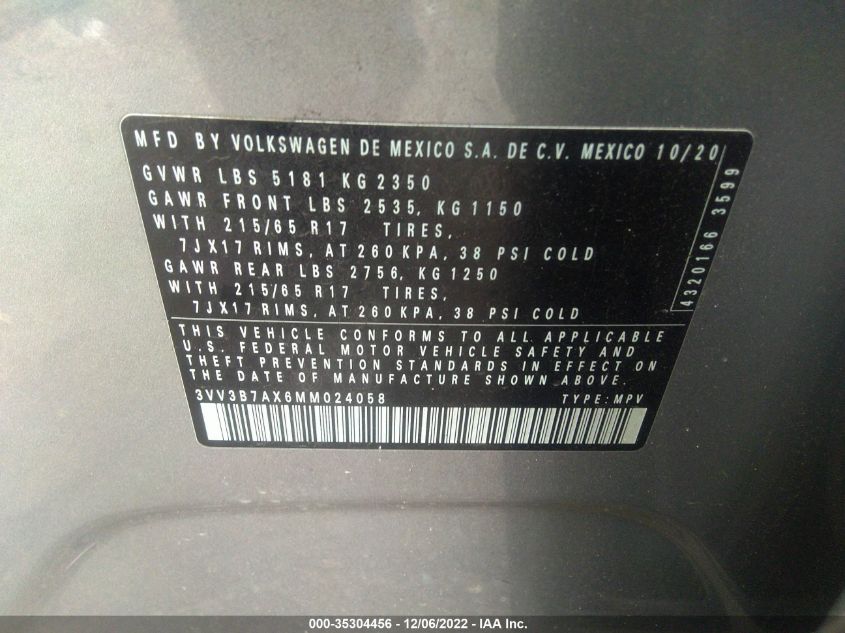 MFD BY VOLKSWAGEN DE MEXICO S.A. DE C.V. MEXICO 10/20
GVWR LBS 5181 KG 2350
GAWR FRONT LBS 2535, KG 1150
WITH 215/65 R17 TIRES,
7JX17 RIMS, AT 260 KPA, 38 PSI COLD
GAWR REAR LBS 2756, KG 1250
WITH 215/65 R17 TIRES,
7JX17 RIMS, AT 260 KPA, 38 PSI COLD
4320166 3599
THIS VEHICLE CONFORMS TO ALL APPLICABLE
U.S. FEDERAL MOTOR VEHICLE SAFETY AND
THEFT PREVENTION STANDARDS IN EFFECT ON
THE DATE OF MANUFACTURE SHOWN ABOVE.
3VV3B7AX6MM024058 TYPE: MPV
000-35304456 - 12/06/2022 - IAA Inc.